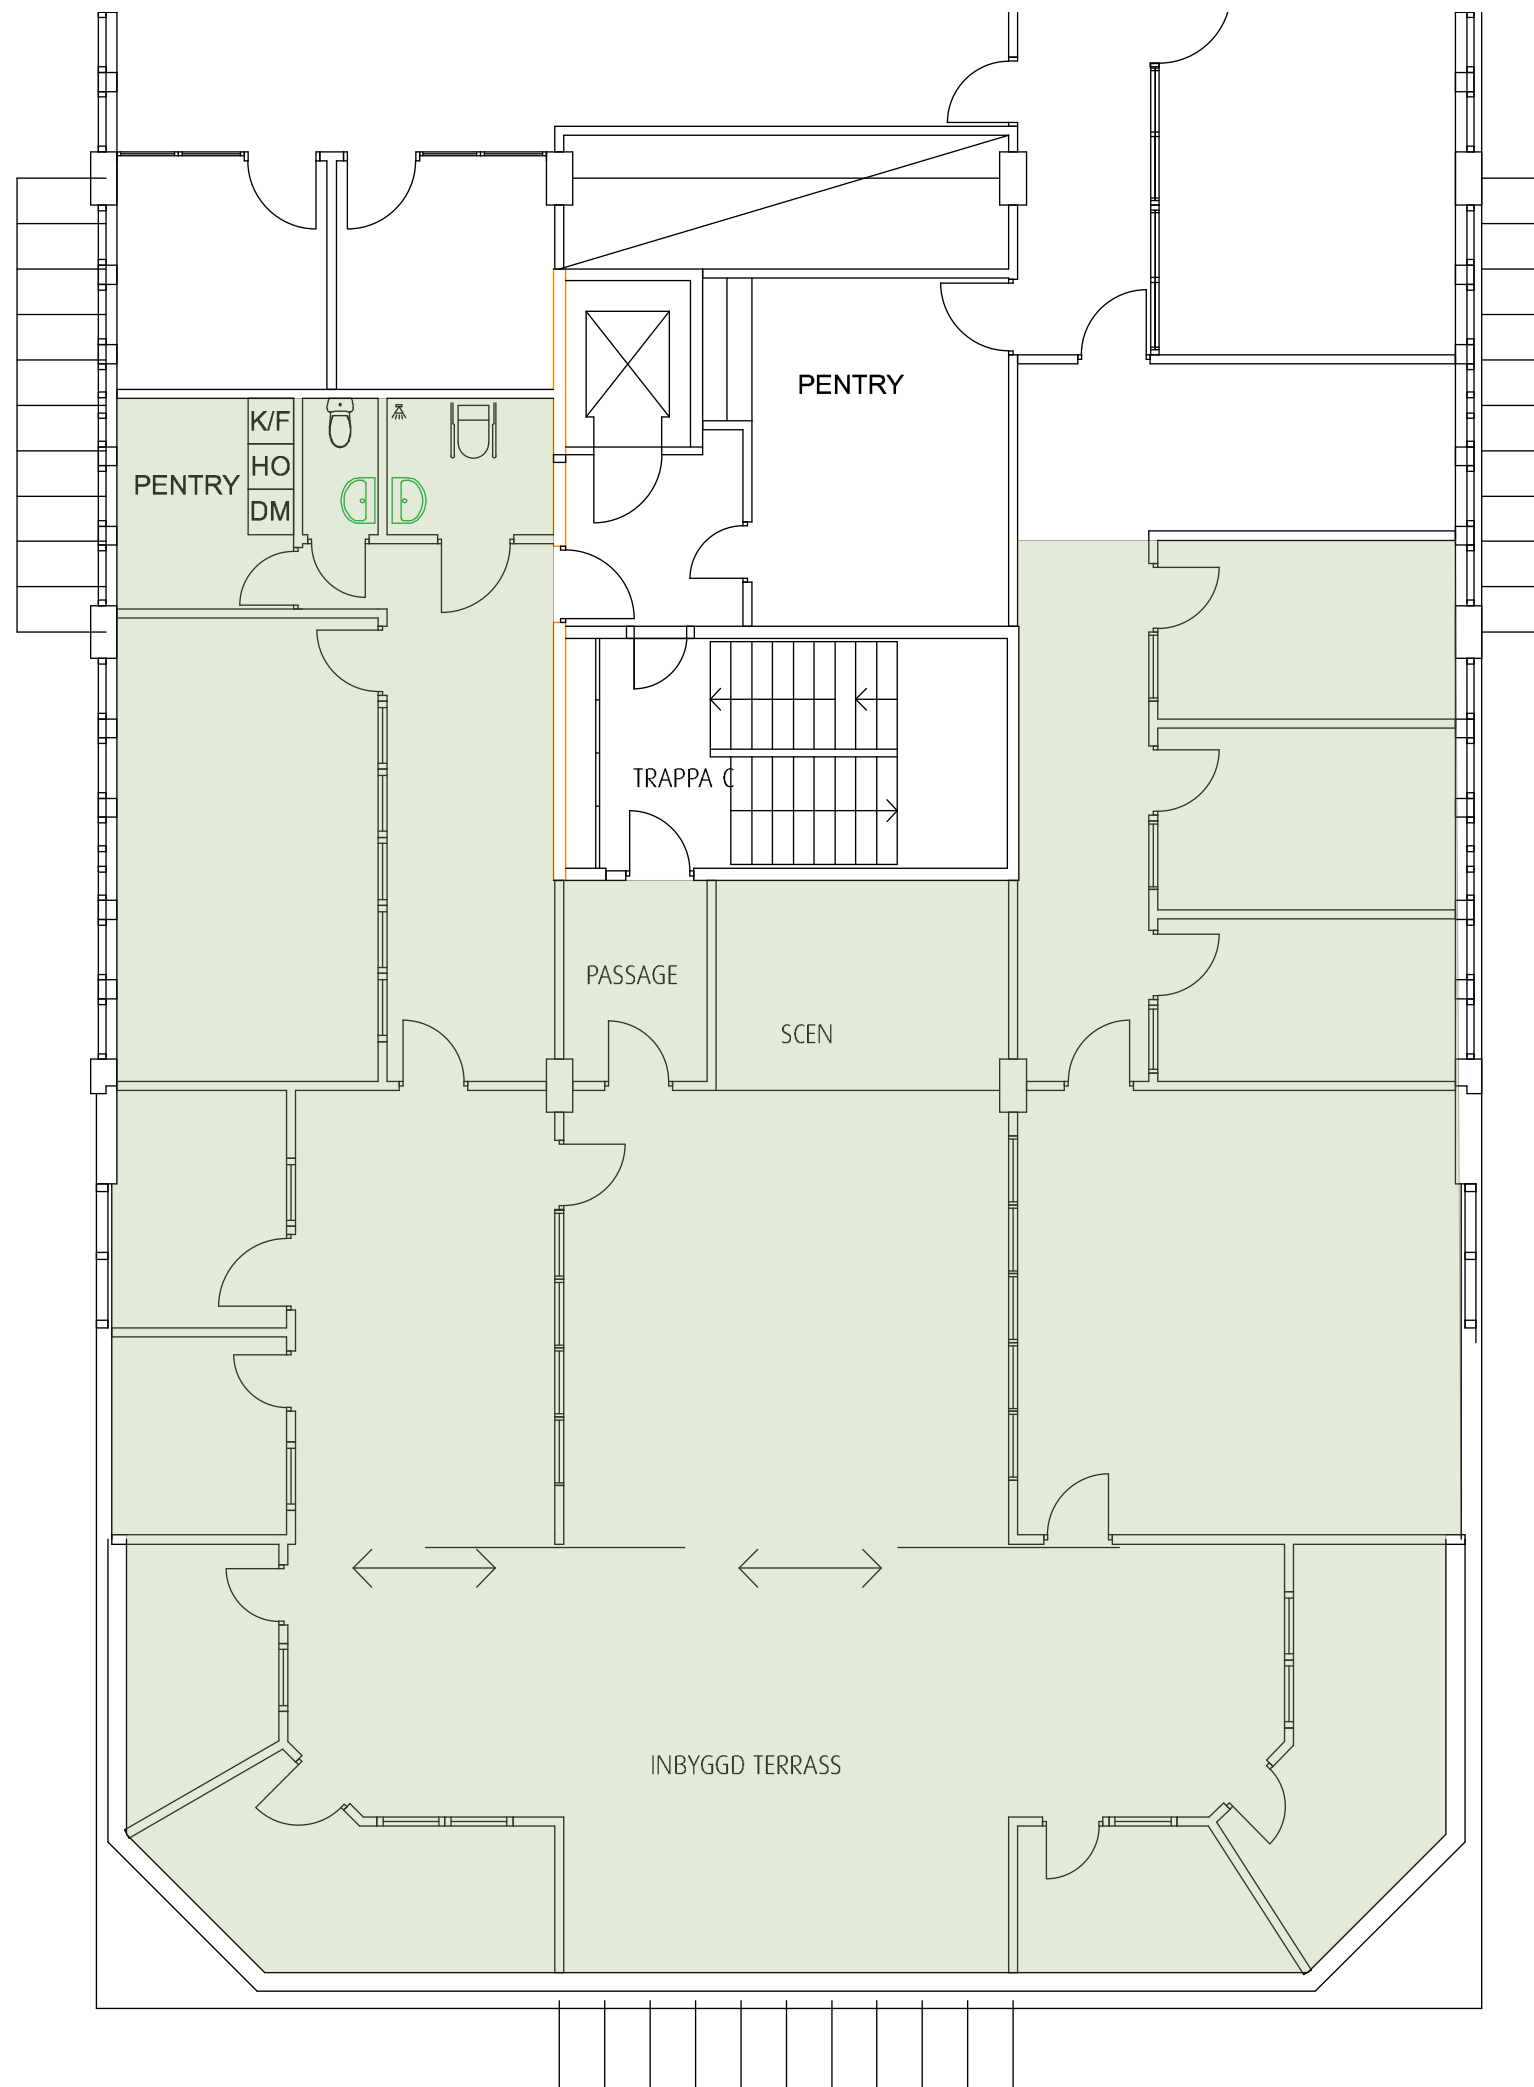 PENTRY
K/F
HO
PENTRY
DM
TRAPPA C
PASSAGE
SCEN
INBYGGD TERRASS